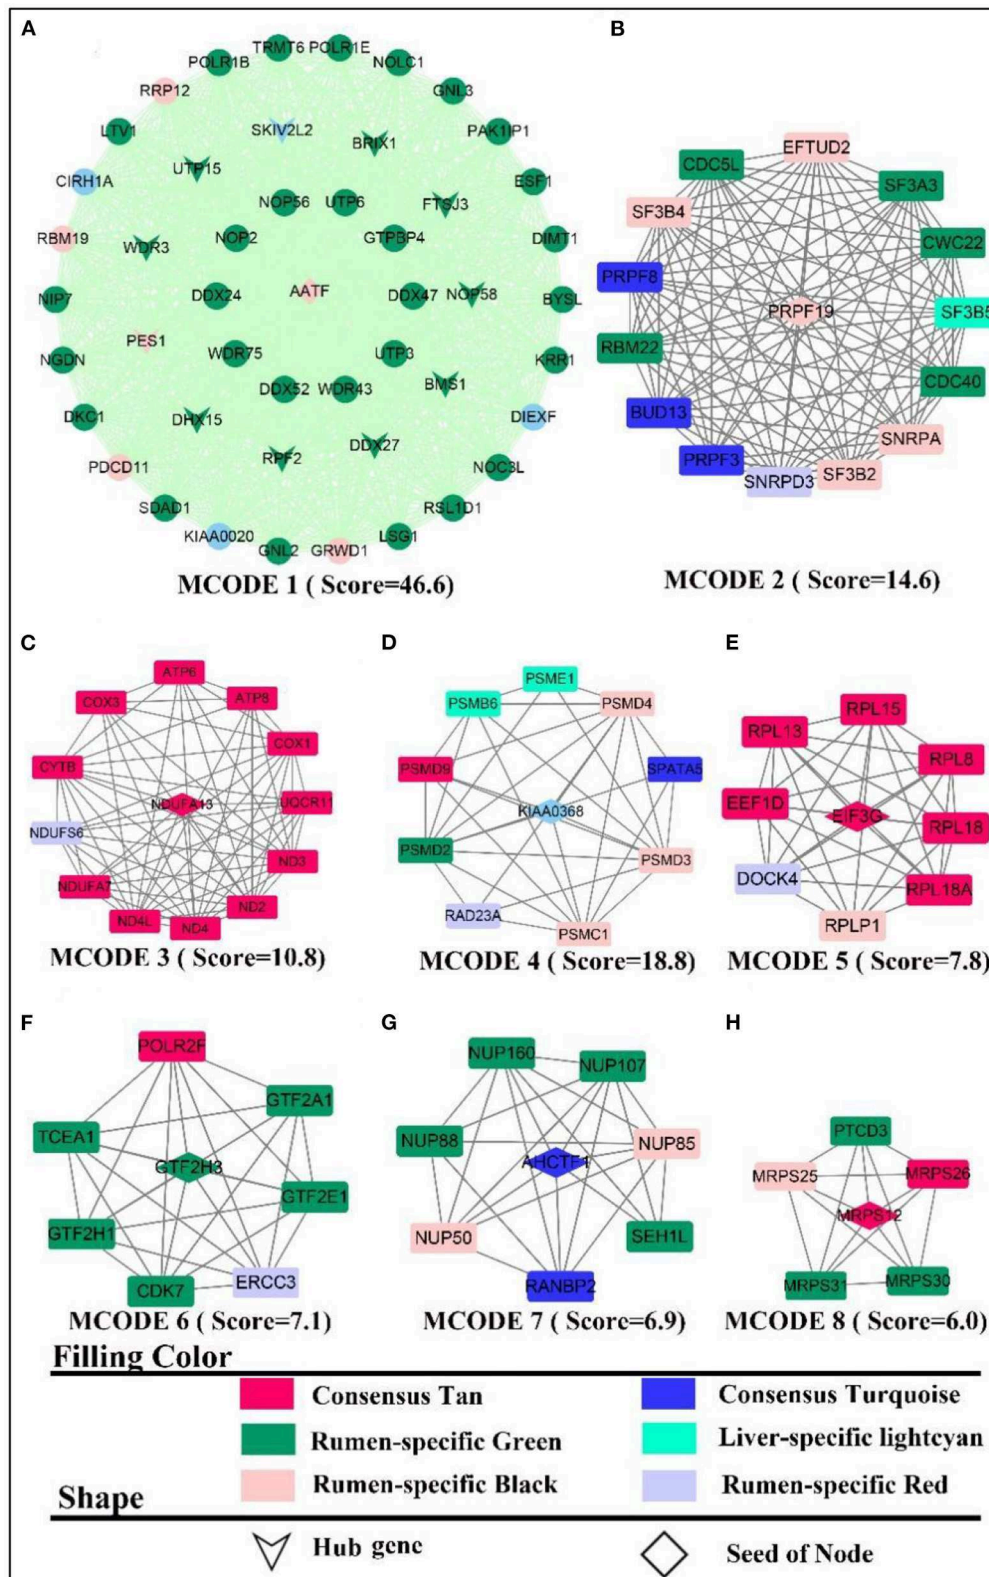 A
TRMT6
POLR1E
POLR1B
NOLC1
RRP12
GNL3
LTV1
SKIV2L2
BRIX1
PAK1IP1
UTP15
CIRH1A
ESF1
NOP56
UTP6
FTSJ3
RBM19
WDR3
NOP2
GTPBP4
DIMT1
NIP7
DDX24
AATF
DDX47
NOP58
BYSL
NGDN
PES1
WDR75
UTP3
KRR1
DKC1
DHX15
DDX52
WDR43
BMS1
DIEXF
PDCD11
RPF2
DDX27
NOC3L
SDAD1
RSL1D1
KIAA0020
GNL2
GRWD1
LSG1
MCODE 1 ( Score=46.6)
B
EFTUD2
CDC5L
SF3A3
SF3B4
CWC22
PRPF8
PRPF19
SF3B5
RBM22
CDC40
BUD13
SNRPA
PRPF3
SNRPD3
SF3B2
MCODE 2 ( Score=14.6)
C
ATP6
COX3
ATP8
COX1
CYTB
NDUFA13
UQCR11
NDUFS6
ND3
NDUFA7
ND2
ND4L
ND4
MCODE 3 ( Score=10.8)
D
PSME1
PSMB6
PSMD4
PSMD9
SPATA5
KIAA0368
PSMD2
PSMD3
RAD23A
PSMC1
MCODE 4 ( Score=18.8)
E
RPL15
RPL13
RPL8
EEF1D
EIF3G
RPL18
DOCK4
RPL18A
RPLP1
MCODE 5 ( Score=7.8)
F
POLR2F
GTF2A1
TCEA1
GTF2H3
GTF2E1
GTF2H1
CDK7
ERCC3
MCODE 6 ( Score=7.1)
G
NUP160
NUP107
NUP88
NUP85
AHCTF1
NUP50
SEH1L
RANBP2
MCODE 7 ( Score=6.9)
H
PTCD3
MRPS25
MRPS26
MRPS12
MRPS31
MRPS30
MCODE 8 ( Score=6.0)
Filling Color
Consensus Tan
Consensus Turquoise
Rumen-specific Green
Liver-specific lightcyan
Rumen-specific Black
Rumen-specific Red
Shape
Hub gene
Seed of Node